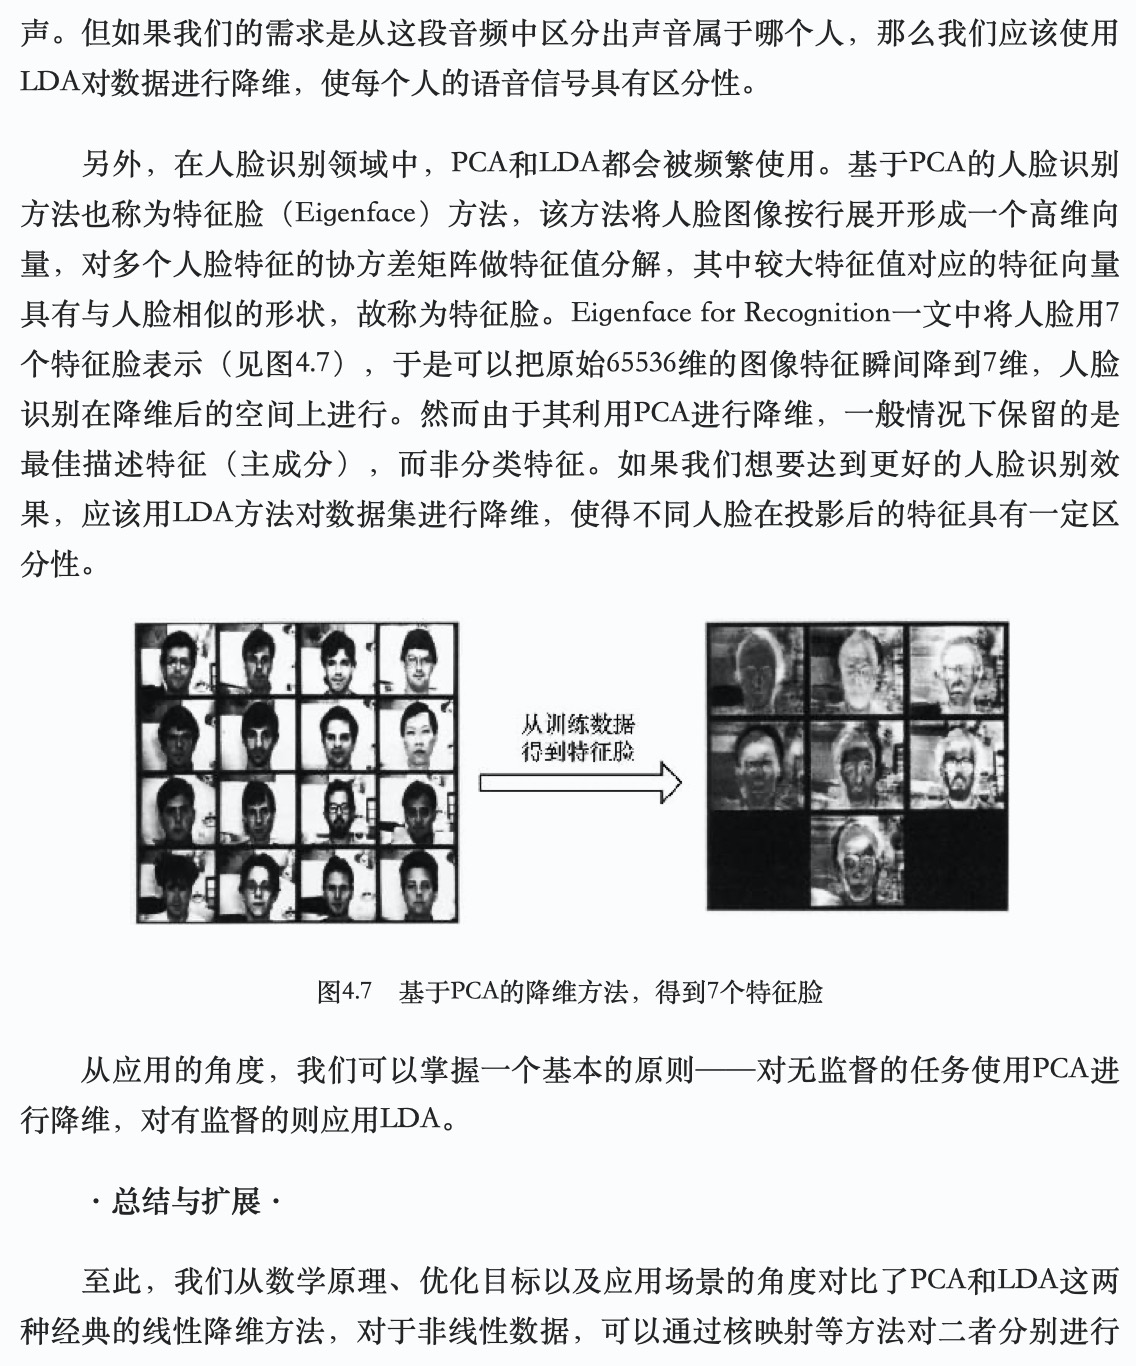 声。但如果我们的需求是从这段音频中区分出声音属于哪个人，那么我们应该使用
LDA对数据进行降维，使每个人的语音信号具有区分性。
另外，在人脸识别领域中，PCA和LDA都会被频繁使用。基于PCA的人脸识别
方法也称为特征脸（Eigenface）方法，该方法将人脸图像按行展开形成一个高维向
量，对多个人脸特征的协方差矩阵做特征值分解，其中较大特征值对应的特征向量
具有与人脸相似的形状，故称为特征脸。Eigenface for Recognition一文中将人脸用7
个特征脸表示（见图4.7），于是可以把原始65536维的图像特征瞬间降到7维，人脸
识别在降维后的空间上进行。然而由于其利用PCA进行降维，一般情况下保留的是
最佳描述特征（主成分），而非分类特征。如果我们想要达到更好的人脸识别效
果，应该用LDA方法对数据集进行降维，使得不同人脸在投影后的特征具有一定区
分性。
从训练数据
得到特征脸
图4.7　基于PCA的降维方法，得到7个特征脸
从应用的角度，我们可以掌握一个基本的原则——对无监督的任务使用PCA进
行降维，对有监督的则应用LDA。
·总结与扩展·
至此，我们从数学原理、优化目标以及应用场景的角度对比了PCA和LDA这两
种经典的线性降维方法，对于非线性数据，可以通过核映射等方法对二者分别进行